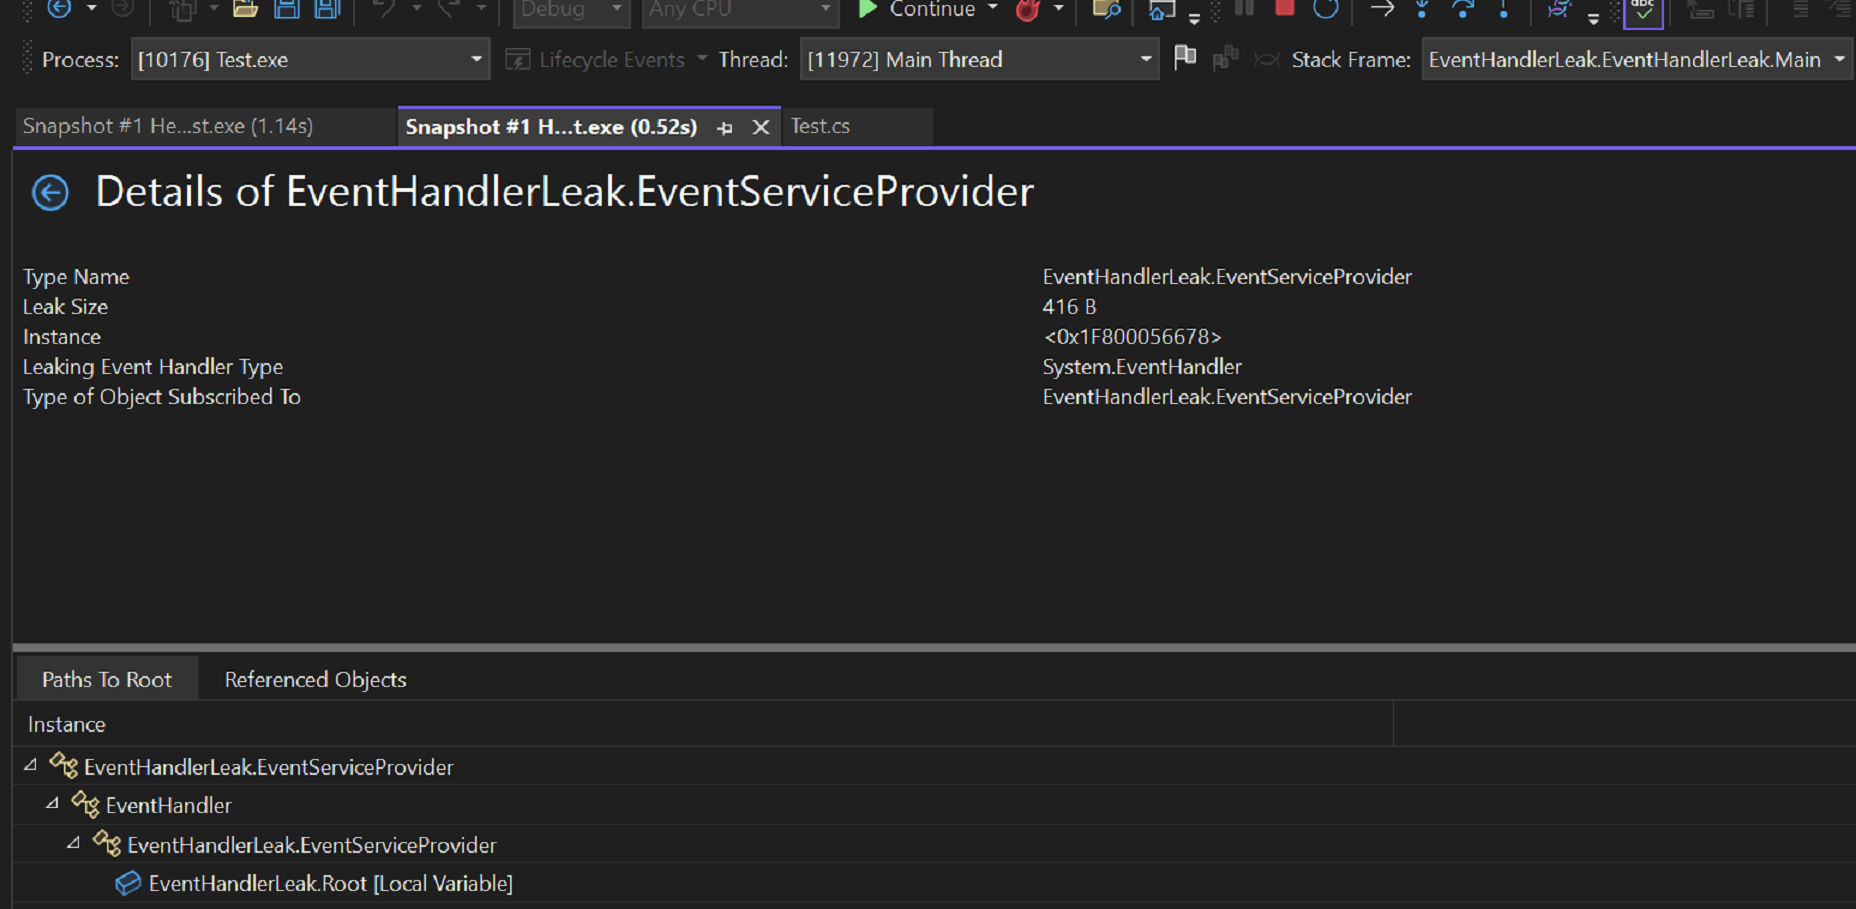 Debug Any CPU Continue abc
Process: [10176] Test.exe Lifecycle Events Thread: [11972] Main Thread Stack Frame: EventHandlerLeak.EventHandlerLeak.Main
Snapshot #1 He...st.exe (1.14s) Snapshot #1 H...t.exe (0.52s) Test.cs
Details of EventHandlerLeak.EventServiceProvider
Type Name EventHandlerLeak.EventServiceProvider
Leak Size 416 B
Instance <0x1F800056678>
Leaking Event Handler Type System.EventHandler
Type of Object Subscribed To EventHandlerLeak.EventServiceProvider
Paths To Root Referenced Objects
Instance
EventHandlerLeak.EventServiceProvider
EventHandler
EventHandlerLeak.EventServiceProvider
EventHandlerLeak.Root [Local Variable]